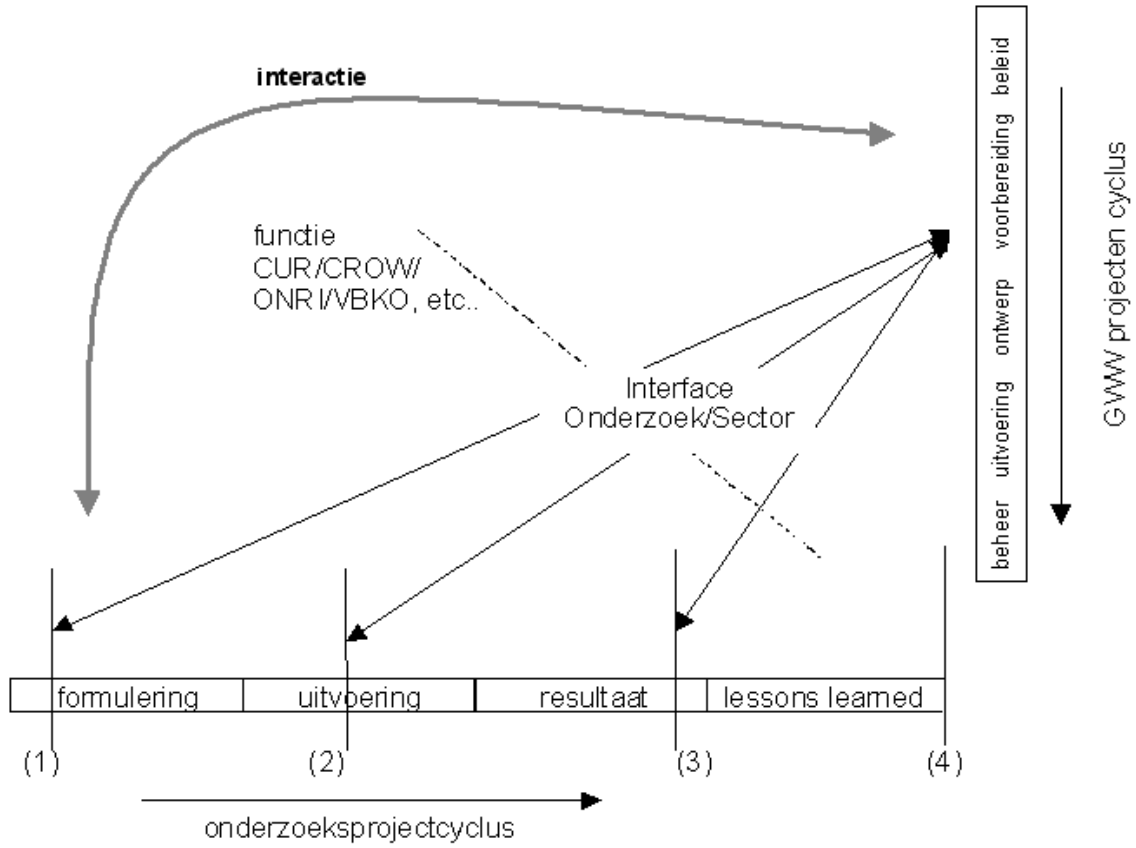 interactie
functie
CUR/CROW/
ONRI/VBKO, etc..
Interface
Onderzoek/Sector
beheer uitvoering ontwerp voorbereiding beleid
GWW projecten cyclus
formulering uitvoering resultaat lessons learned
(1) (2) (3) (4)
onderzoeksprojectcyclus